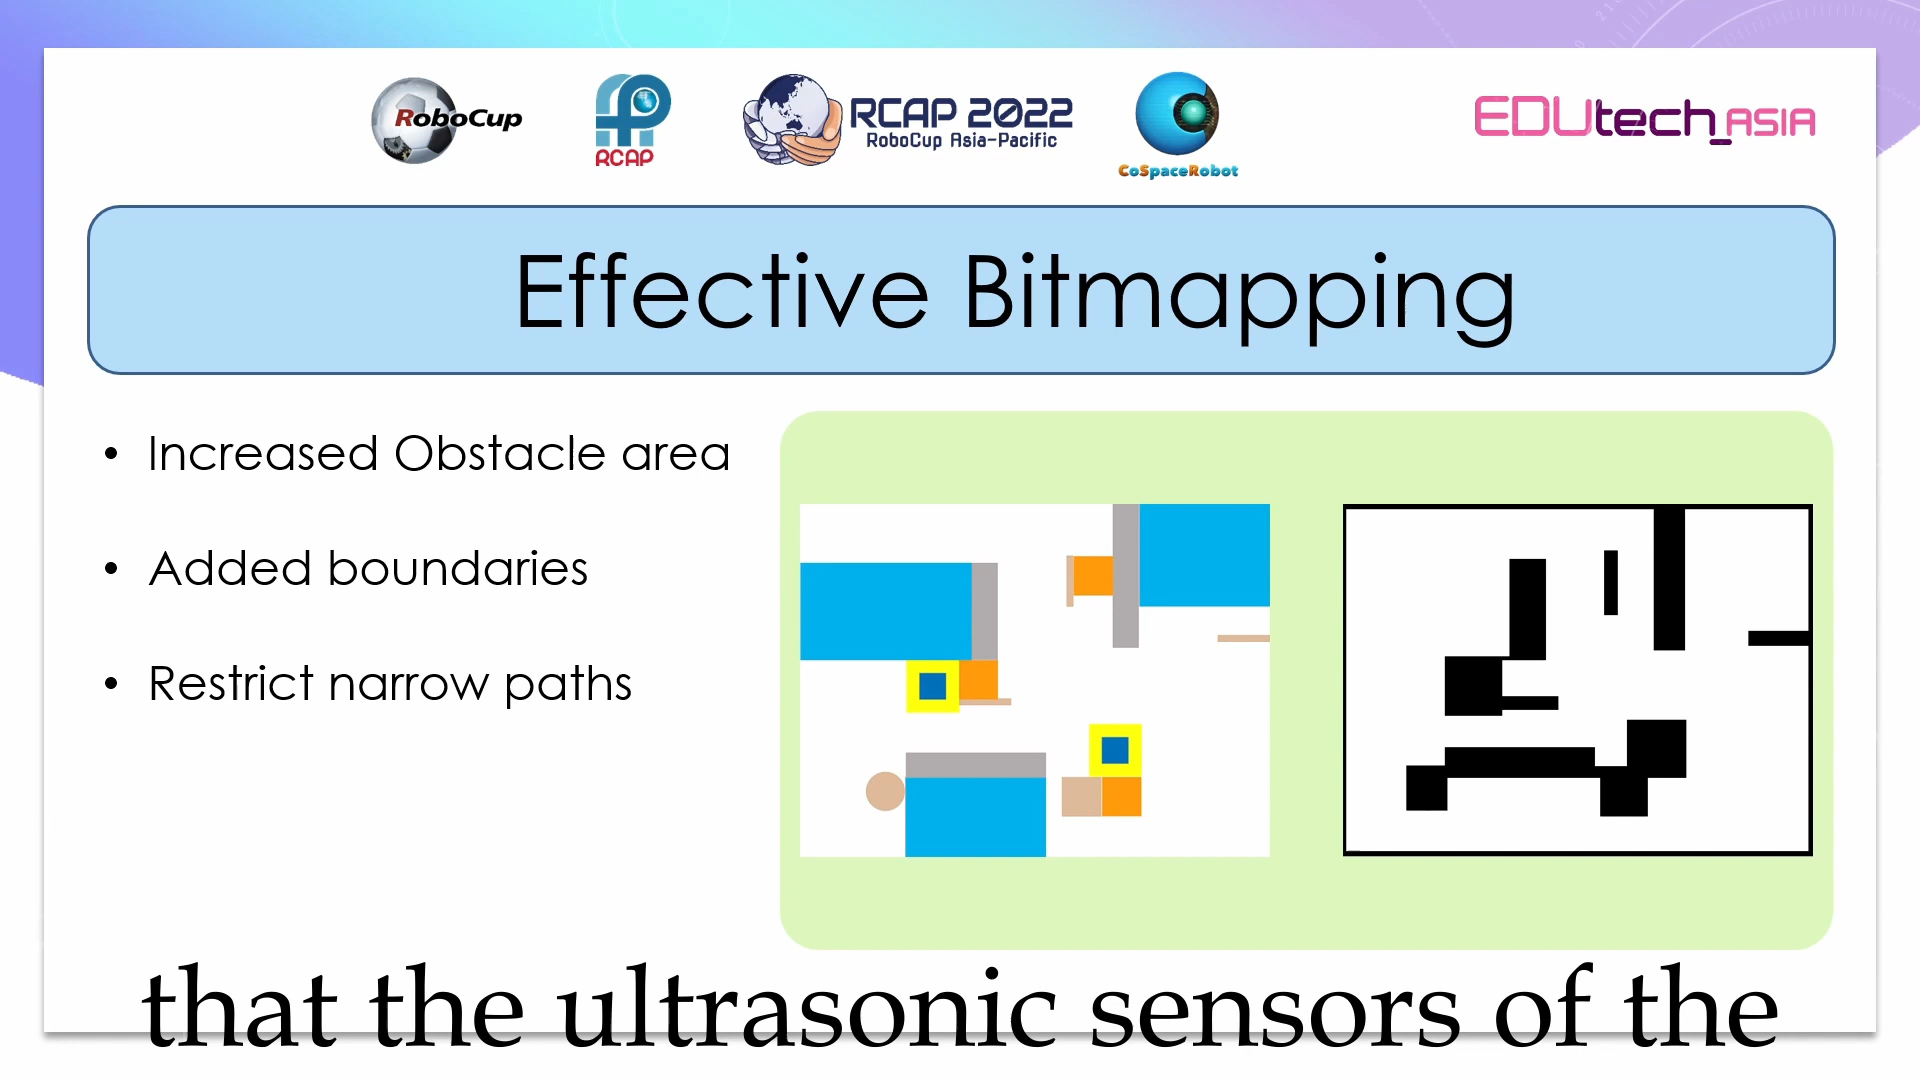 RoboCup
RCAP
RCAP 2022
RoboCup Asia-Pacific
CoSpaceRobot
EDUtech_ASIA
Effective Bitmapping
• Increased Obstacle area
• Added boundaries
• Restrict narrow paths
that the ultrasonic sensors of the